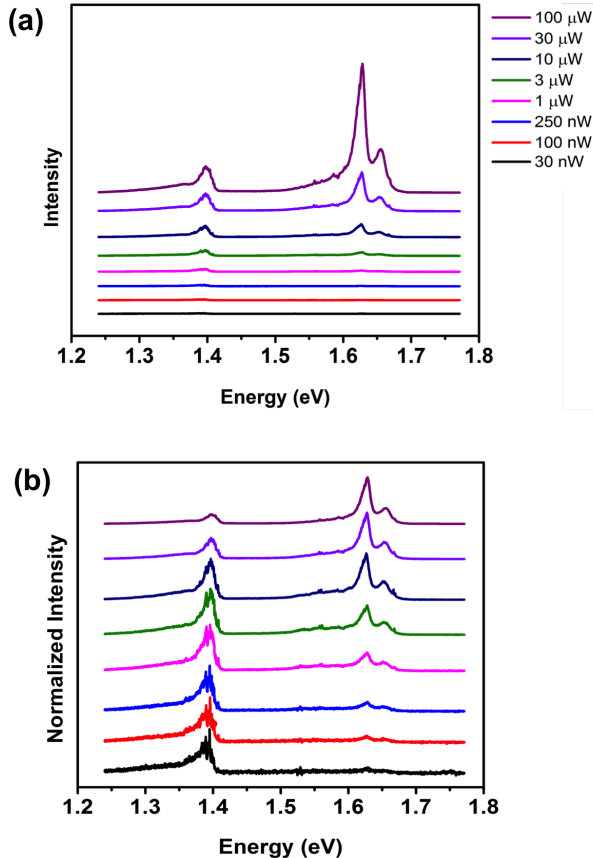 (a)
Intensity
100 μW
30 μW
10 μW
3 μW
1 μW
250 nW
100 nW
30 nW
1.2 1.3 1.4 1.5 1.6 1.7 1.8
Energy (eV)
(b)
Normalized Intensity
1.2 1.3 1.4 1.5 1.6 1.7 1.8
Energy (eV)